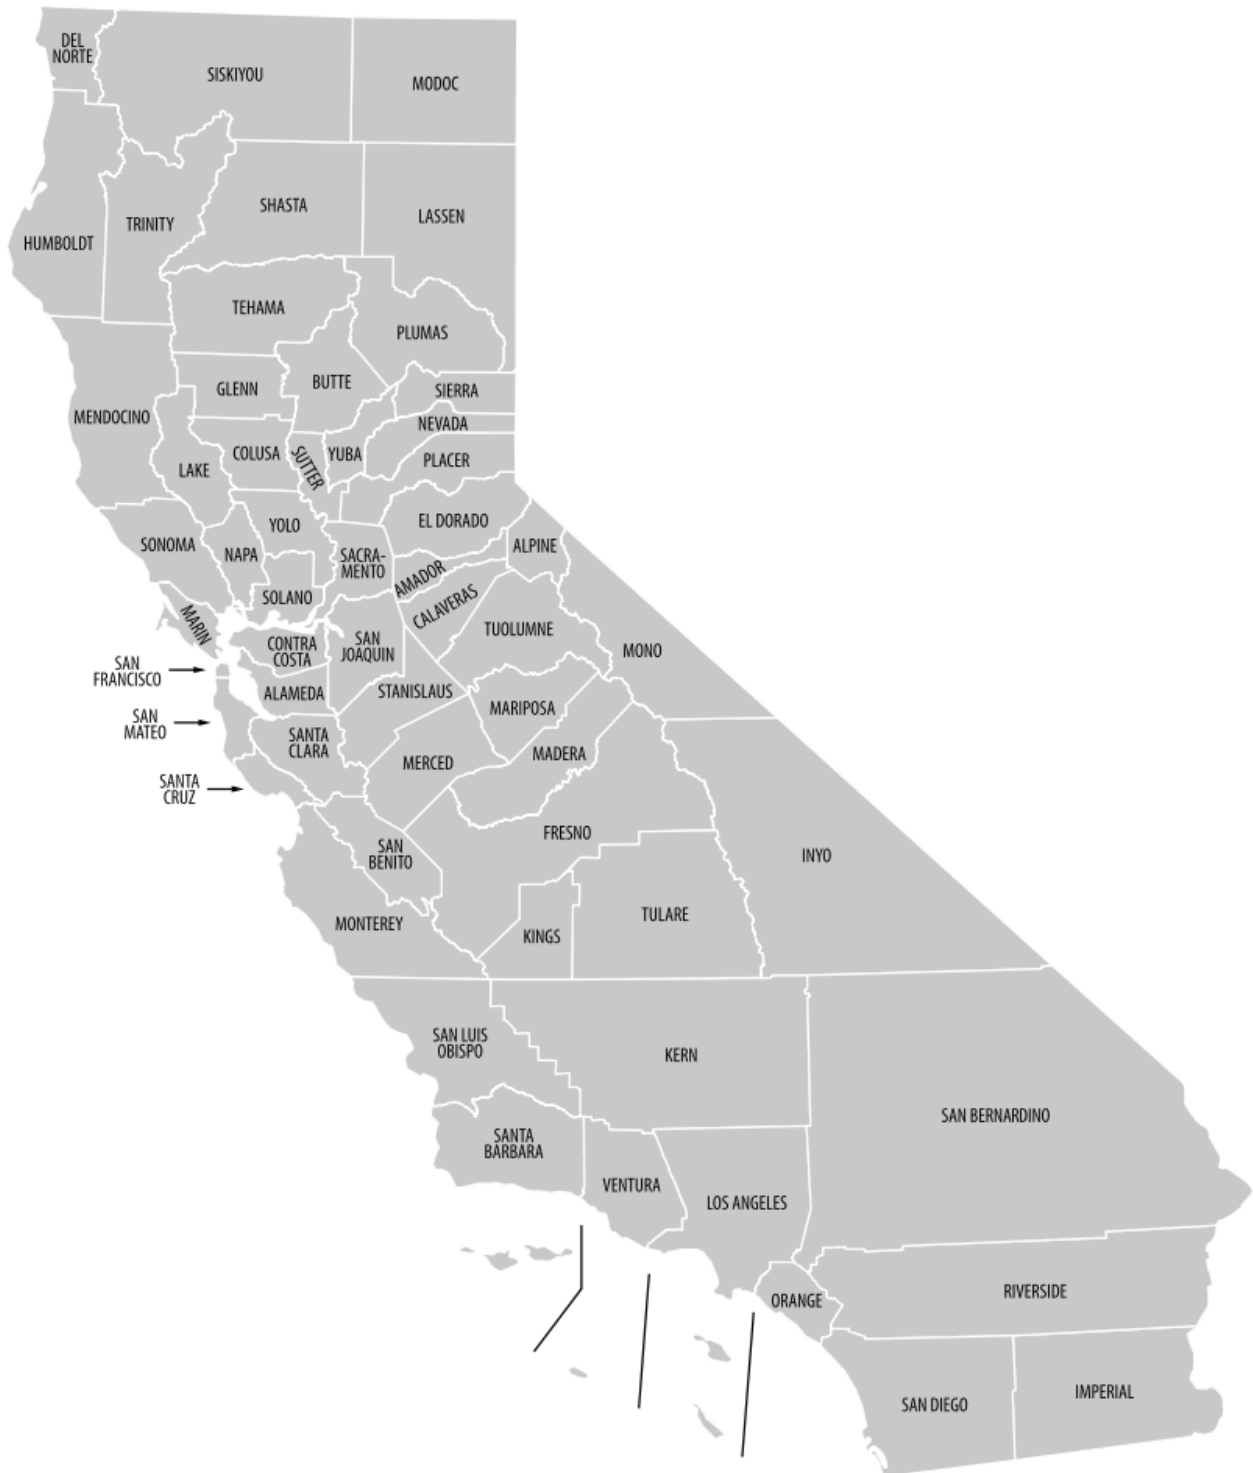 DEL
NORTE
SISKIYOU
MODOC
SHASTA
LASSEN
TRINITY
HUMBOLDT
TEHAMA
PLUMAS
GLENN
BUTTE
SIERRA
MENDOCINO
NEVADA
COLUSA
SUTTER
YUBA
PLACER
LAKE
YOLO
EL DORADO
SONOMA
NAPA
SACRA-
MENTO
ALPINE
AMADOR
SOLANO
CALAVERAS
MARIN
TUOLUMNE
CONTRA
COSTA
SAN
JOAQUIN
MONO
SAN
FRANCISCO
ALAMEDA
STANISLAUS
MARIPOSA
SAN
MATEO
SANTA
CLARA
MERCED
MADERA
SANTA
CRUZ
FRESNO
SAN
BENITO
INYO
TULARE
MONTEREY
KINGS
SAN LUIS
OBISPO
KERN
SAN BERNARDINO
SANTA
BARBARA
VENTURA
LOS ANGELES
ORANGE
RIVERSIDE
SAN DIEGO
IMPERIAL